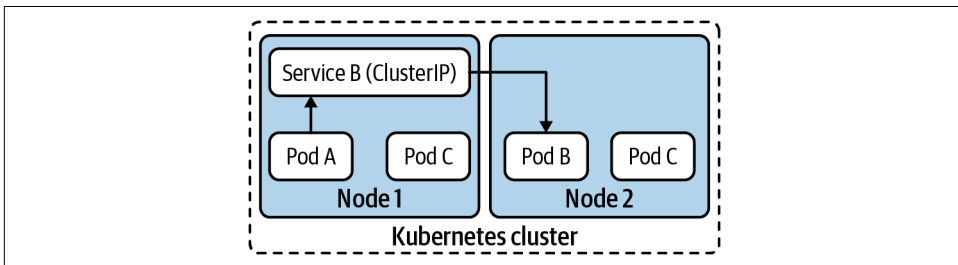 Service B (ClusterIP)
Pod A
Pod C
Pod B
Pod C
Node 1
Node 2
Kubernetes cluster